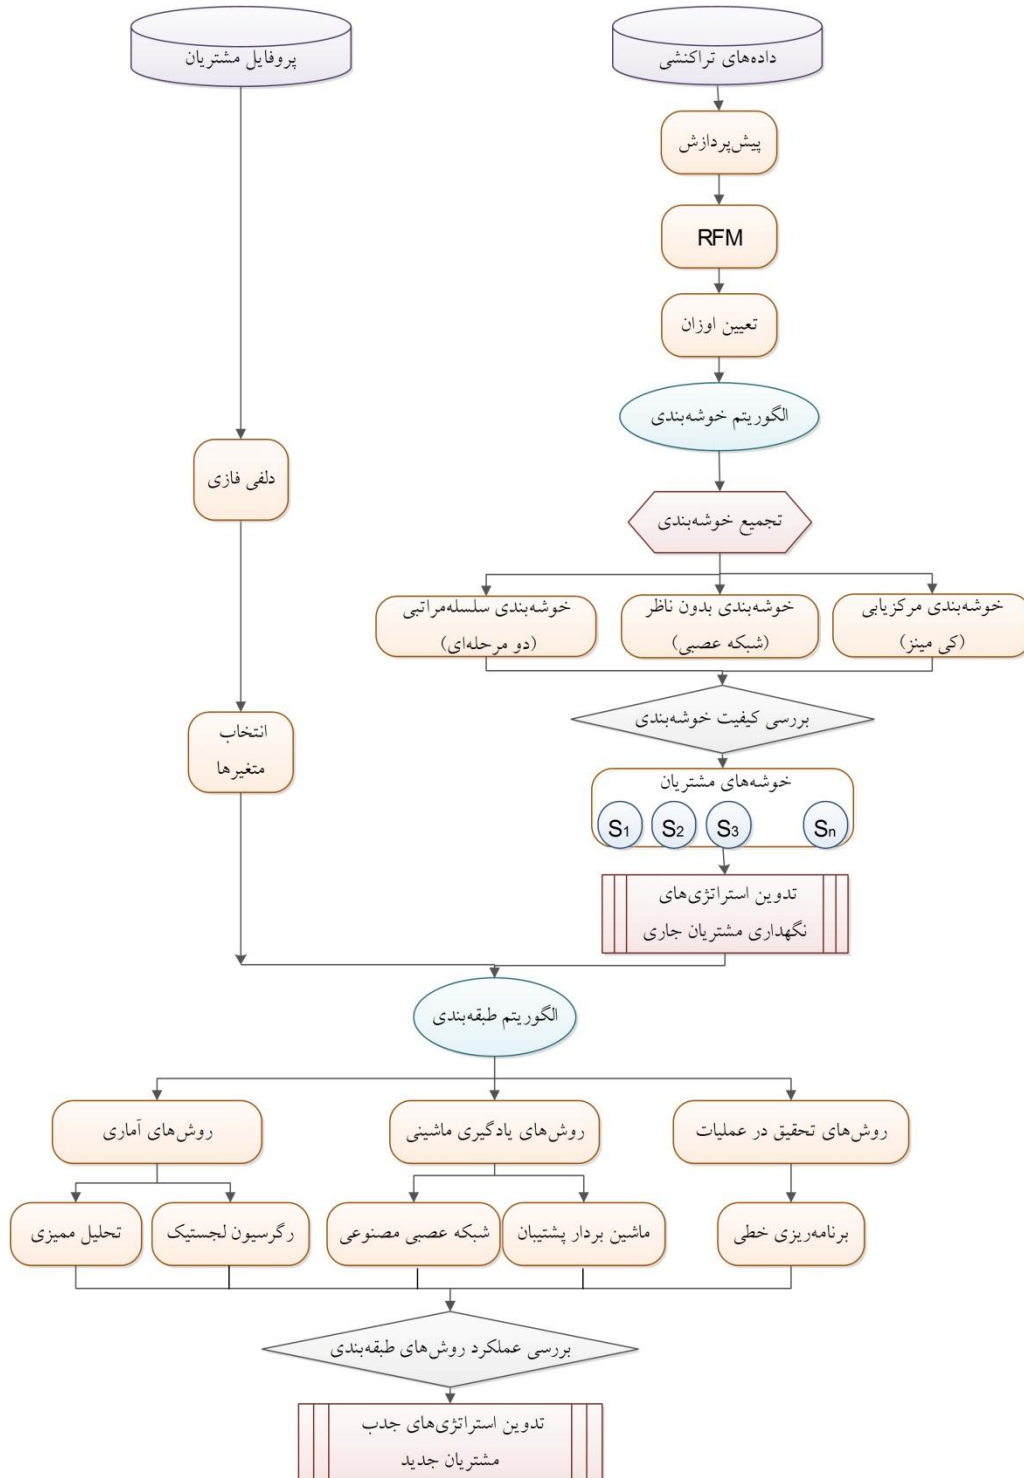 داده‌های تراکنشی
پروفایل مشتریان
پیش‌پردازش
RFM
تعیین اوزان
الگوریتم خوشه‌بندی
دلفی فازی
تجمیع خوشه‌بندی
خوشه‌بندی مرکزیابی
(کی مینز)
خوشه‌بندی بدون ناظر
(شبکه عصبی)
خوشه‌بندی سلسله‌مراتبی
(دو مرحله‌ای)
بررسی کیفیت خوشه‌بندی
انتخاب
متغیرها
خوشه‌های مشتریان
S1 S2 S3 Sn
تدوین استراتژی‌های
نگهداری مشتریان جاری
الگوریتم طبقه‌بندی
روش‌های تحقیق در عملیات
روش‌های یادگیری ماشینی
روش‌های آماری
برنامه‌ریزی خطی
ماشین بردار پشتیبان
شبکه عصبی مصنوعی
رگرسیون لجستیک
تحلیل ممیزی
بررسی عملکرد روش‌های طبقه‌بندی
تدوین استراتژی‌های جدب
مشتریان جدید